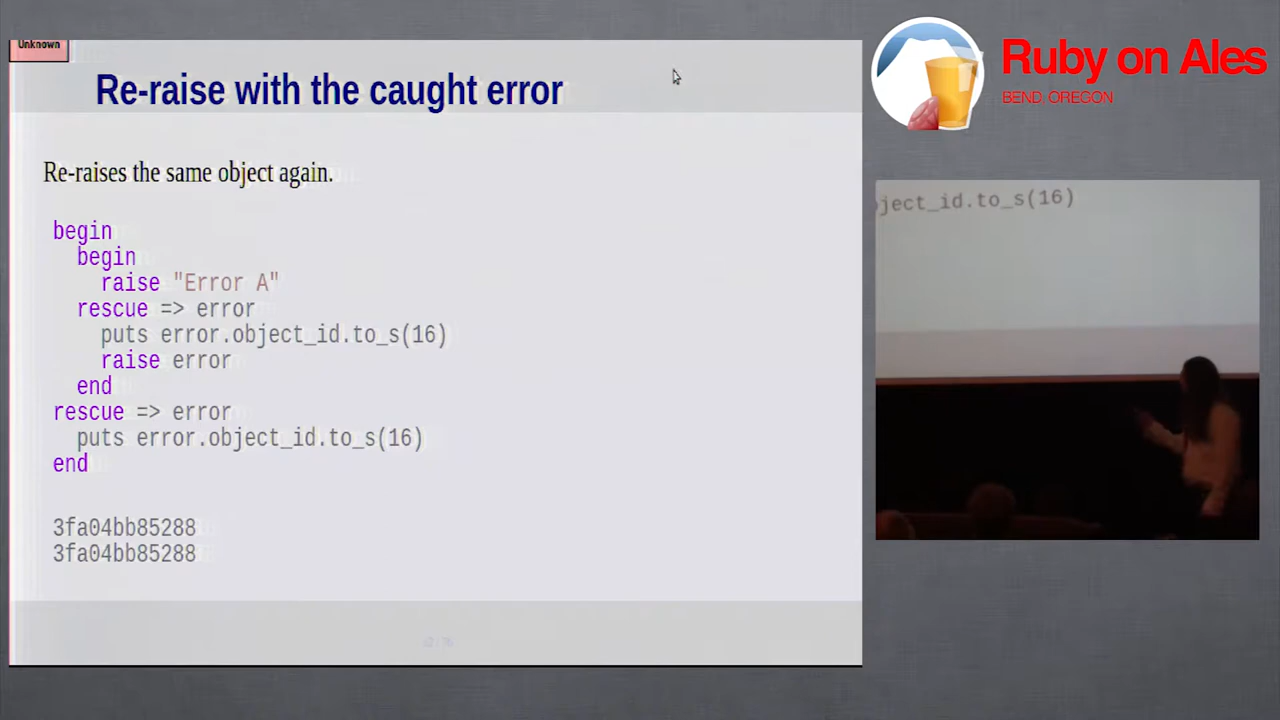 Unknown
Re-raise with the caught error
Re-raises the same object again.
begin
begin
raise "Error A"
rescue => error
puts error.object_id.to_s(16)
raise error
end
rescue => error
puts error.object_id.to_s(16)
end
3fa04bb85288
3fa04bb85288
Ruby on Ales
BEND OREGON
ject_id.to_s(16)